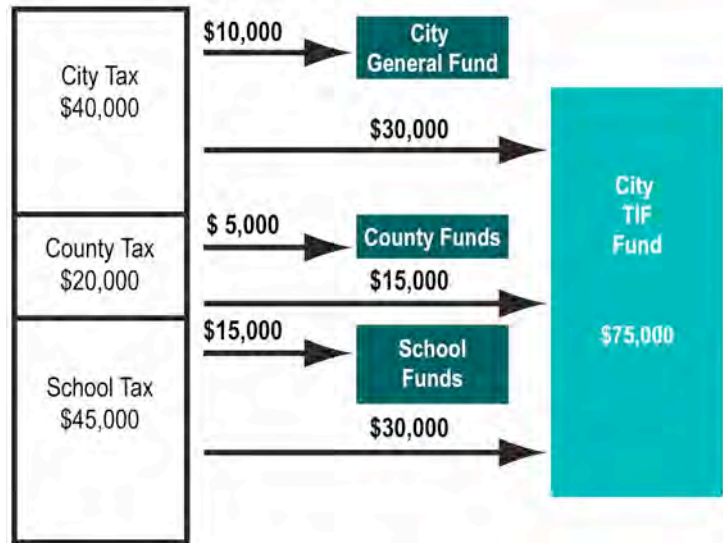 City Tax
$40,000
$10,000
City
General Fund
$30,000
County Tax
$20,000
$ 5,000
County Funds
$15,000
School Tax
$45,000
$15,000
School
Funds
$30,000
City
TIF
Fund
$75,000